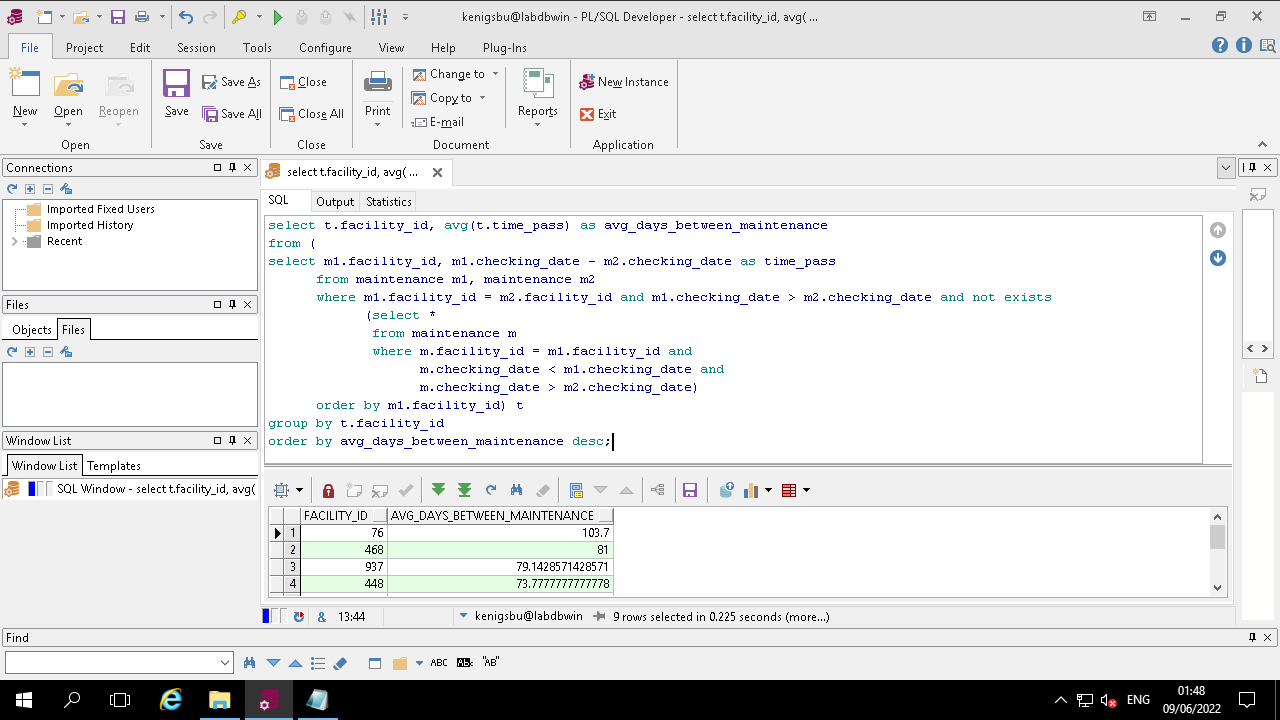 kenigsbu@labdbwin - PL/SQL Developer - select t.facility_id, avg( ...
File Project Edit Session Tools Configure View Help Plug-Ins
New Open Reopen Save Save As Save All Close Close All Print Change to Copy to E-mail Reports New Instance Exit
Open Save Close Document Application
Connections
Imported Fixed Users
Imported History
Recent
Files
Objects Files
Window List
Window List Templates
SQL Window - select t.facility_id, avg(
select t.facility_id, avg( ...
SQL Output Statistics
select t.facility_id, avg(t.time_pass) as avg_days_between_maintenance
from (
select m1.facility_id, m1.checking_date - m2.checking_date as time_pass
from maintenance m1, maintenance m2
where m1.facility_id = m2.facility_id and m1.checking_date > m2.checking_date and not exists
(select *
from maintenance m
where m.facility_id = m1.facility_id and
m.checking_date < m1.checking_date and
m.checking_date > m2.checking_date)
order by m1.facility_id) t
group by t.facility_id
order by avg_days_between_maintenance desc;
FACILITY_ID AVG_DAYS_BETWEEN_MAINTENANCE
1 76 103.7
2 468 81
3 937 79.1428571428571
4 448 73.7777777777778
& 13:44 kenigsbu@labdbwin 9 rows selected in 0.225 seconds (more...)
Find
ABC AB "AB"
ENG 01:48
09/06/2022